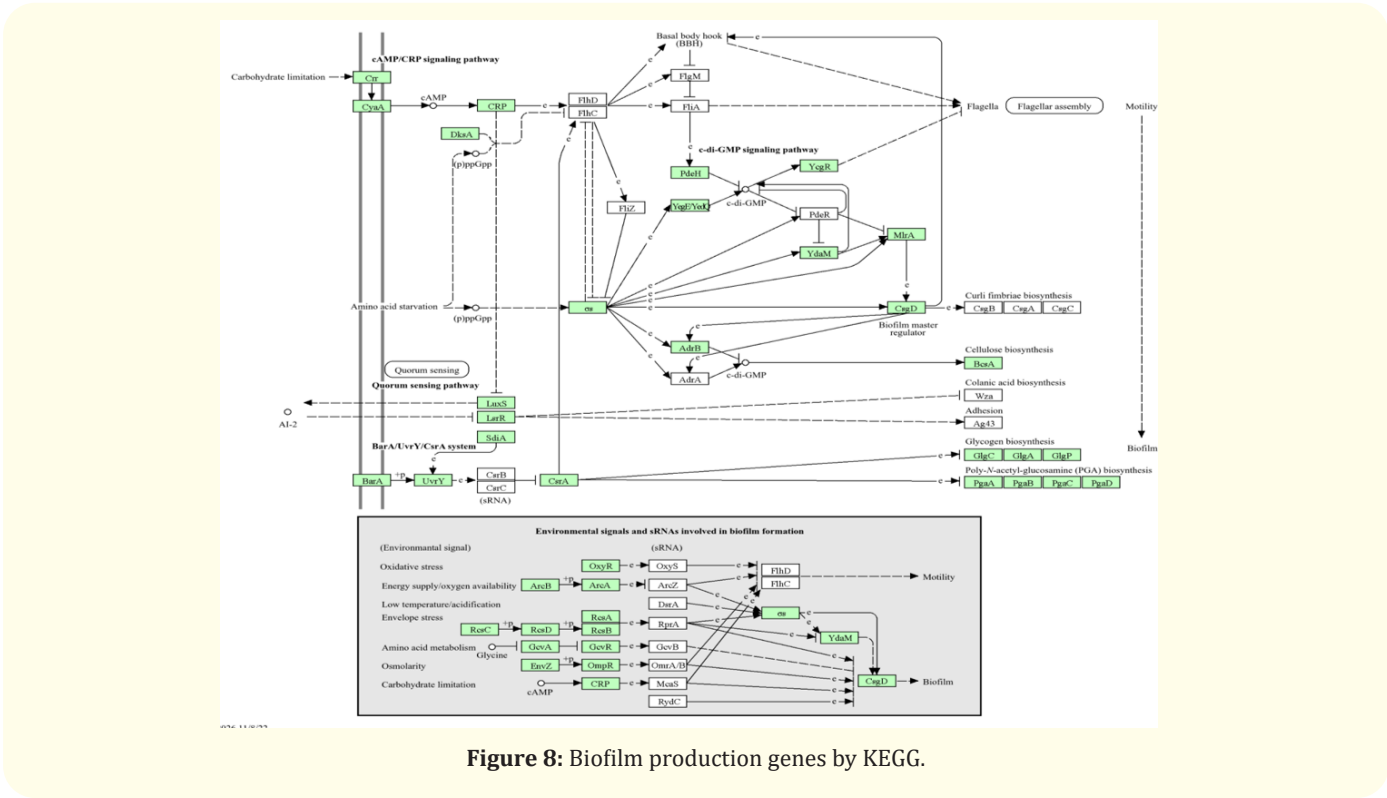 Basal body hook
(BBH)
cAMP/CRP signaling pathway
Carbohydrate limitation
Crr
FlgM
CyaA
cAMP
CRP
e
FlhD
FlhC
e
FliA
Flagella
Flagellar assembly
Motility
DksA
(p)ppGpp
c-di-GMP signaling pathway
PdeH
YcgR
YegE/YedQ
c-di-GMP
FliZ
PdeR
MlrA
YdaM
Amino acid starvation
(p)ppGpp
σs
CsgD
Biofilm master
regulator
Curli fimbriae biosynthesis
CsgB CsgA CsgC
AdrB
AdrA
c-di-GMP
Cellulose biosynthesis
BcsA
Quorum sensing
Quorum sensing pathway
Colanic acid biosynthesis
Wza
LuxS
AI-2
LsrR
Adhesion
Ag43
SdiA
BarA/UvrY/CsrA system
Biofilm
Glycogen biosynthesis
GlgC GlgA GlgP
BarA
+p
UvrY
e
CsrB
CsrC
(sRNA)
CsrA
Poly-N-acetyl-glucosamine (PGA) biosynthesis
PgaA PgaB PgaC PgaD
Environmental signals and sRNAs involved in biofilm formation
(Environmantal signal)
(sRNA)
Oxidative stress
OxyR
e
OxyS
e
FlhD
FlhC
Motility
Energy supply/oxygen availability
ArcB
+p
ArcA
e
ArcZ
Low temperature/acidification
DsrA
Envelope stress
RcsC
+p
RcsD
+p
RcsA
RcsB
e
RprA
σs
YdaM
Amino acid metabolism
Glycine
GcvA
GcvR
e
GcvB
Osmolarity
EnvZ
+p
OmpR
e
OmrA/B
Carbohydrate limitation
cAMP
CRP
e
McaS
CsgD
Biofilm
RydC
e
Figure 8: Biofilm production genes by KEGG.